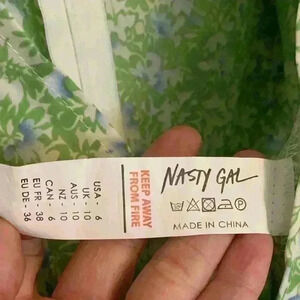 USA - 6
UK - 10
AUS - 10
NZ - 10
CAN - 6
EU FR - 38
EU DE - 36
KEEP AWAY
FROM FIRE
NASTY GAL
MADE IN CHINA